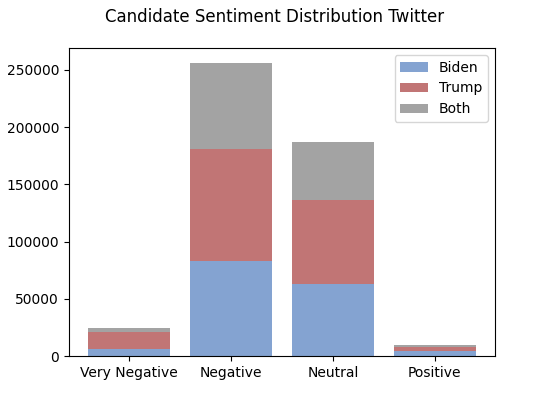 Candidate Sentiment Distribution Twitter
Biden
Trump
Both
250000
200000
150000
100000
50000
0
Very Negative Negative Neutral Positive